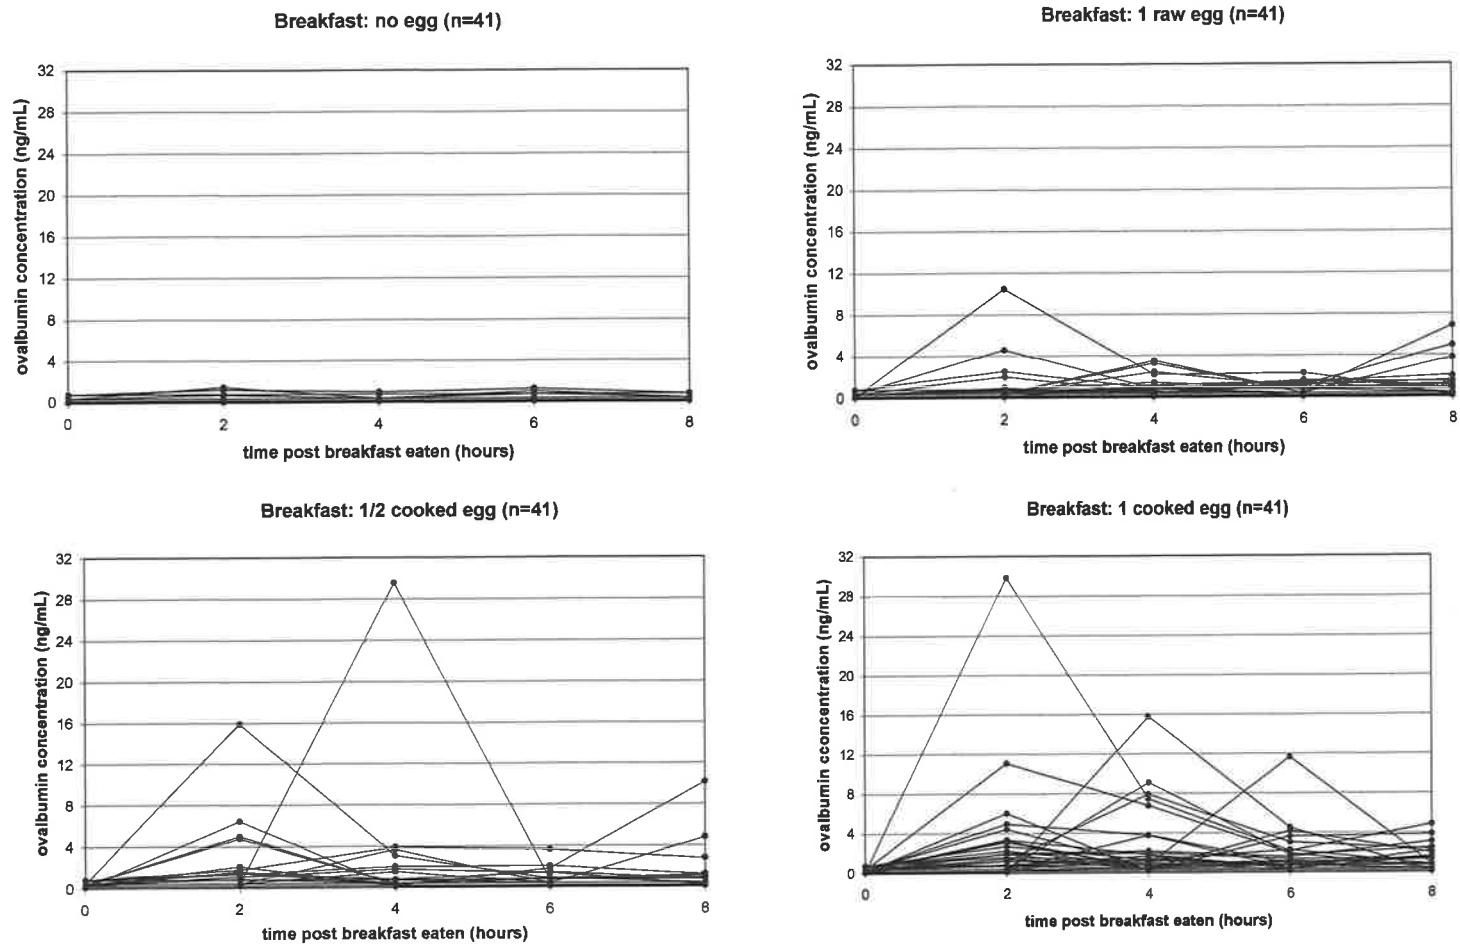 Breakfast: no egg (n=41)
ovalbumin concentration (ng/mL)
32
28
24
20
16
12
8
4
0
0 2 4 6 8
time post breakfast eaten (hours)
Breakfast: 1 raw egg (n=41)
ovalbumin concentration (ng/mL)
32
28
24
20
16
12
8
4
0
0 2 4 6 8
time post breakfast eaten (hours)
Breakfast: 1/2 cooked egg (n=41)
ovalbumin concentration (ng/mL)
32
28
24
20
16
12
8
4
0
0 2 4 6 8
time post breakfast eaten (hours)
Breakfast: 1 cooked egg (n=41)
ovalbumin cconcentration (ng/mL)
32
28
24
20
16
12
8
4
0
0 2 4 6 8
time post breakfast eaten (hours)